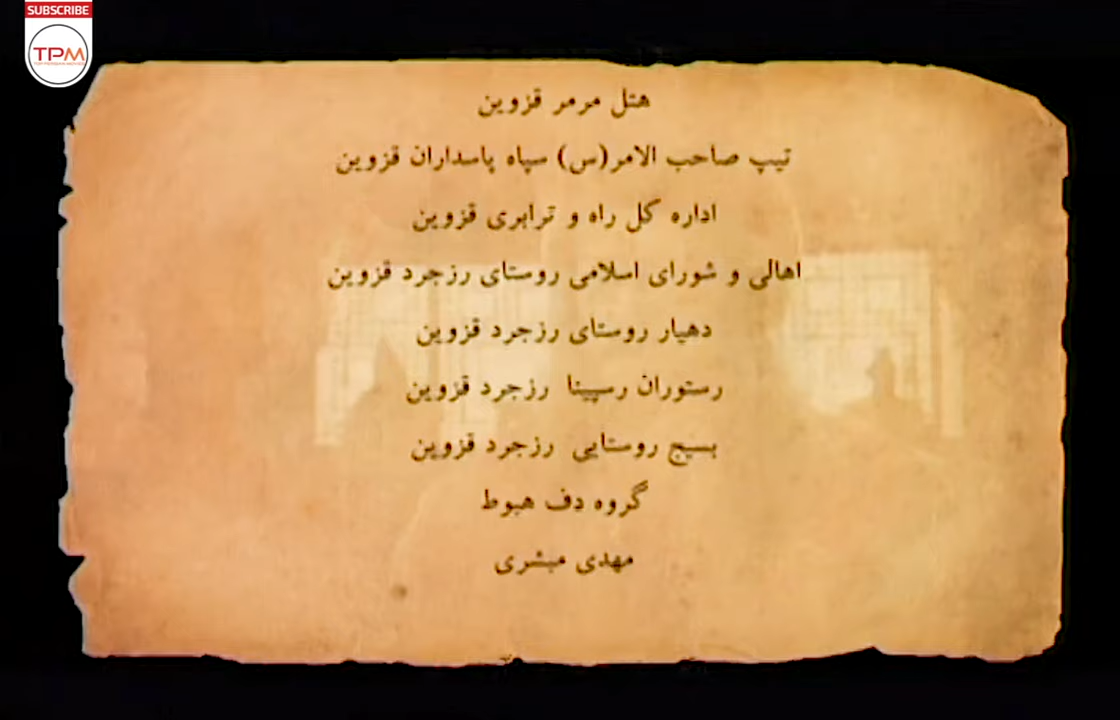 SUBSCRIBE
TPM
هتل مرمر قزوین
تیپ صاحب الامر(س) سپاه پاسداران قزوین
اداره کل راه و ترابری قزوین
اهالی و شورای اسلامی روستای رزجرد قزوین
دهیار روستای رزجرد قزوین
رستوران رسپینا رزجرد قزوین
بسیج روستایی رزجرد قزوین
گروه دف هبوط
مهدی مبشری